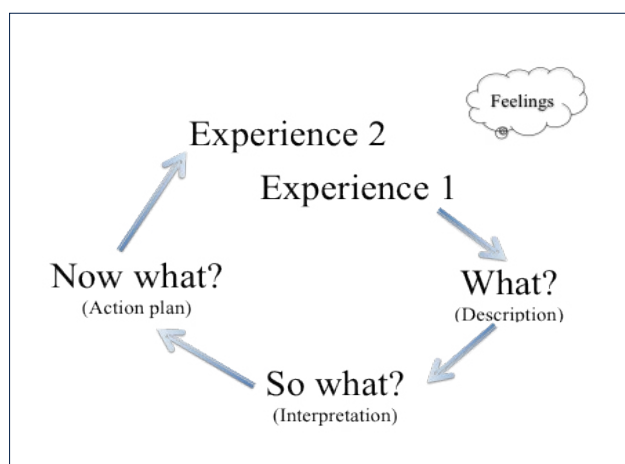 Feelings
Experience 2
Experience 1
Now what?
(Action plan)
What?
(Description)
So what?
(Interpretation)